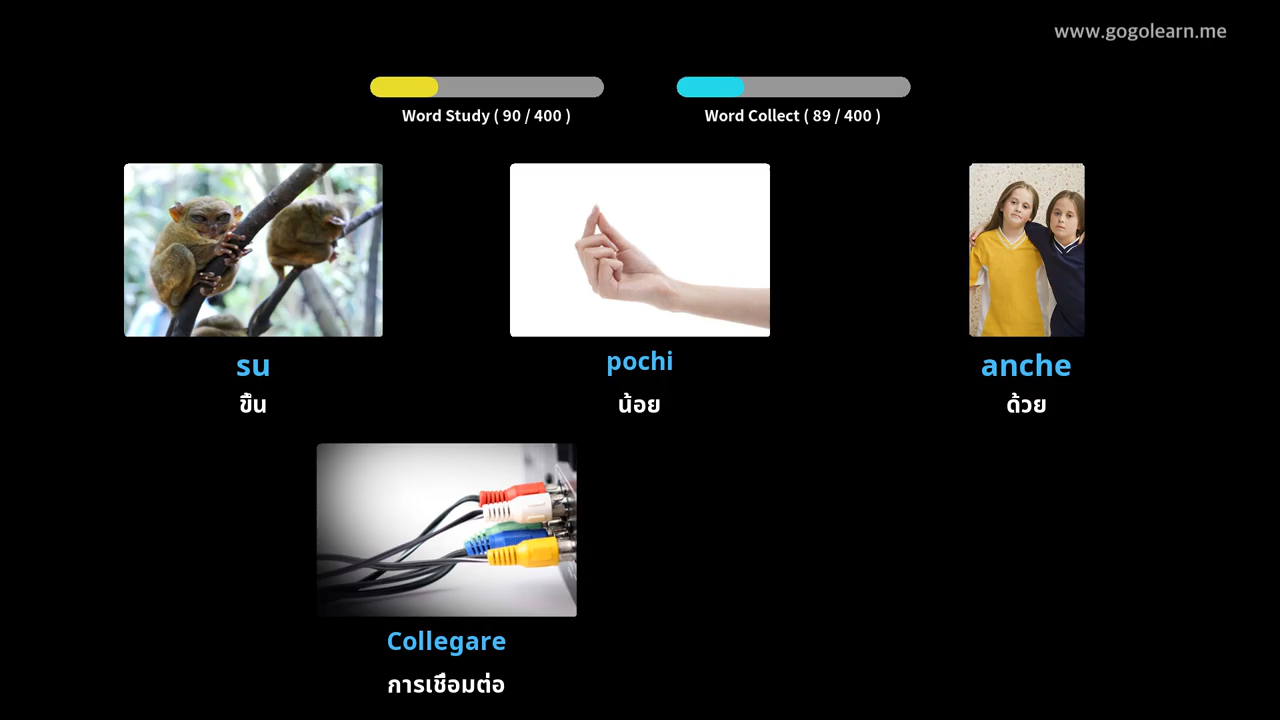 www.gogolearn.me
Word Study ( 90 / 400 )
Word Collect ( 89 / 400 )
su
ขึ้น
pochi
น้อย
anche
ด้วย
Collegare
การเชื่อมต่อ